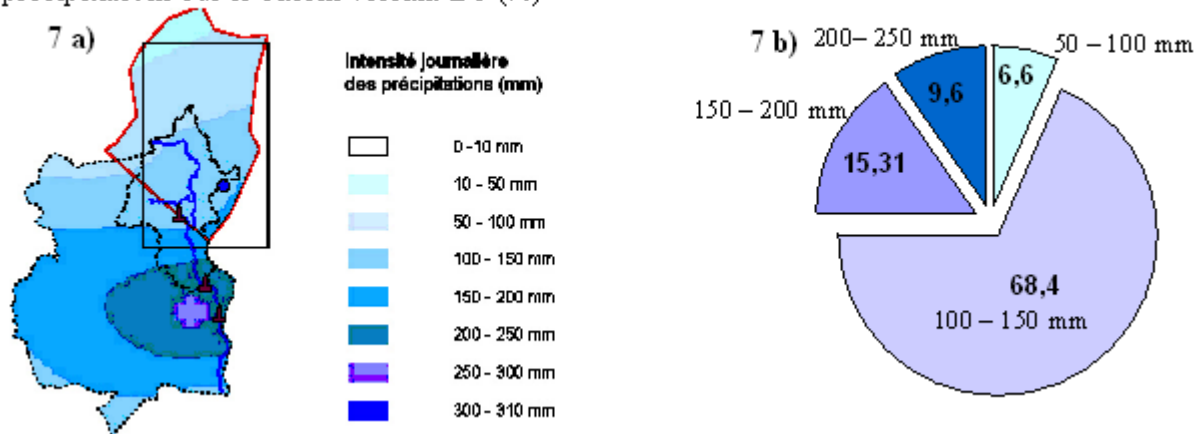 7 a)
Intensité journalière
des précipitations (mm)
0 -10 mm
10 - 50 mm
50 - 100 mm
100 - 150 mm
150 - 200 mm
200 - 250 mm
250 - 300 mm
300 - 310 mm
7 b)
200– 250 mm
50 – 100 mm
9,6
6,6
150 – 200 mm
15,31
68,4
100 – 150 mm